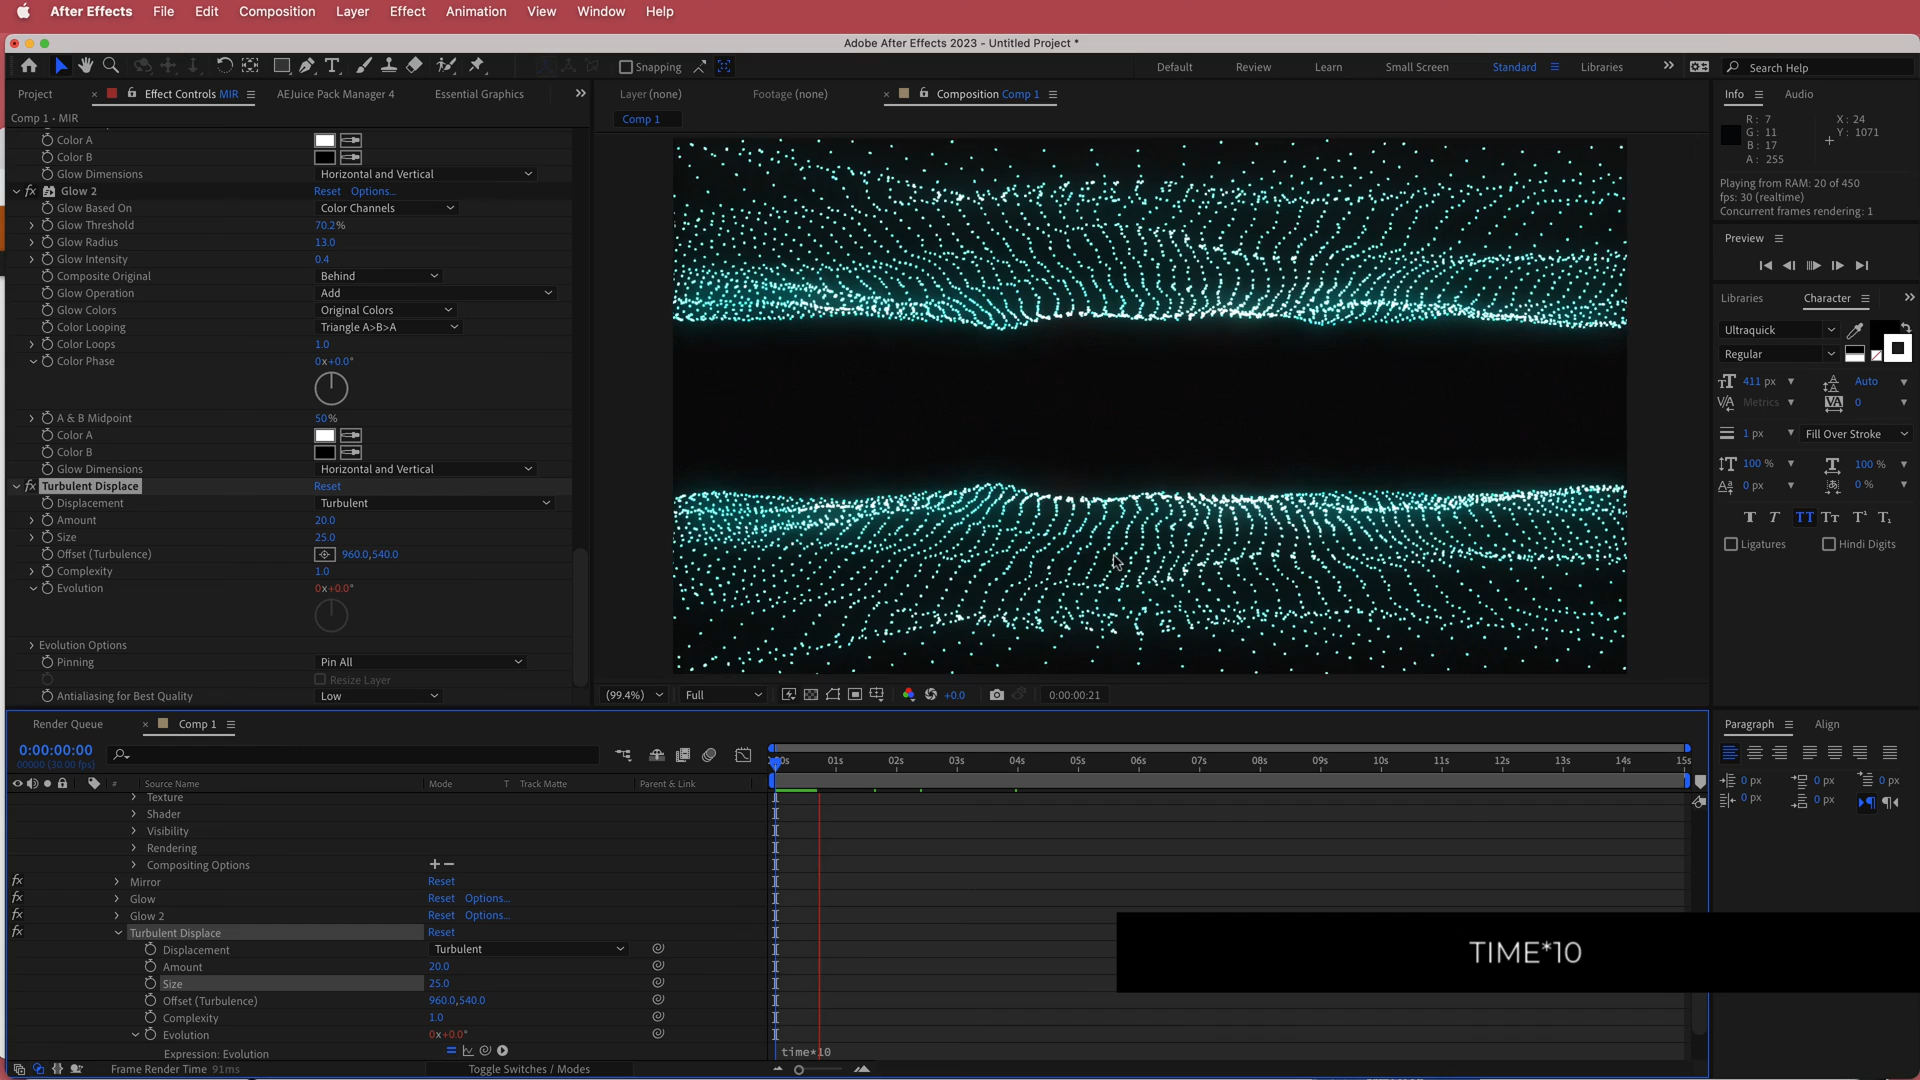 After Effects File Edit Composition Layer Effect Animation View Window Help
Adobe After Effects 2023 - Untitled Project *
Snapping Default Review Learn Small Screen Standard Libraries Search Help
Project Effect Controls MIR AEJuice Pack Manager 4 Essential Graphics
Layer (none) Footage (none) Composition Comp 1 Info Audio
Comp 1 • MIR
Comp 1
Color A
Color B
Glow Dimensions Horizontal and Vertical
Glow 2 Reset Options...
Glow Based On Color Channels
Glow Threshold 70.2%
Glow Radius 13.0
Glow Intensity 0.4
Composite Original Behind
Glow Operation Add
Glow Colors Original Colors
Color Looping Triangle A>B>A
Color Loops 1.0
Color Phase 0x+0.0°
A & B Midpoint 50%
Color A
Color B
Glow Dimensions Horizontal and Vertical
Turbulent Displace Reset
Displacement Turbulent
Amount 20.0
Size 25.0
Offset (Turbulence) 960.0,540.0
Complexity 1.0
Evolution 0x+0.0°
Evolution Options
Pinning Pin All
Resize Layer
Antialiasing for Best Quality Low
(99.4%) Full +0.0 0:00:00:21
R: 7 X: 24
G: 11 Y: 1071
B: 17
A: 255
Playing from RAM: 20 of 450
fps: 30 (realtime)
Concurrent frames rendering: 1
Preview
Libraries Character
Ultraquick
Regular
411 px Auto
Metrics 0
1 px Fill Over Stroke
100 % 100 %
0 px 0 %
T T TT Tt T¹ T₁
Ligatures Hindi Digits
Paragraph Align
0 px 0 px 0 px
0 px 0 px
Render Queue Comp 1
0:00:00:00
00000 (30.00 fps)
01s 02s 03s 04s 05s 06s 07s 08s 09s 10s 11s 12s 13s 14s 15s
# Source Name Mode T Track Matte Parent & Link
Texture
Shader
Visibility
Rendering
Compositing Options
fx Mirror Reset
fx Glow Reset Options...
fx Glow 2 Reset Options...
fx Turbulent Displace Reset
Displacement Turbulent
Amount 20.0
Size 25.0
Offset (Turbulence) 960.0,540.0
Complexity 1.0
Evolution 0x+0.0°
Expression: Evolution time*10
Frame Render Time 91ms Toggle Switches / Modes
TIME*10